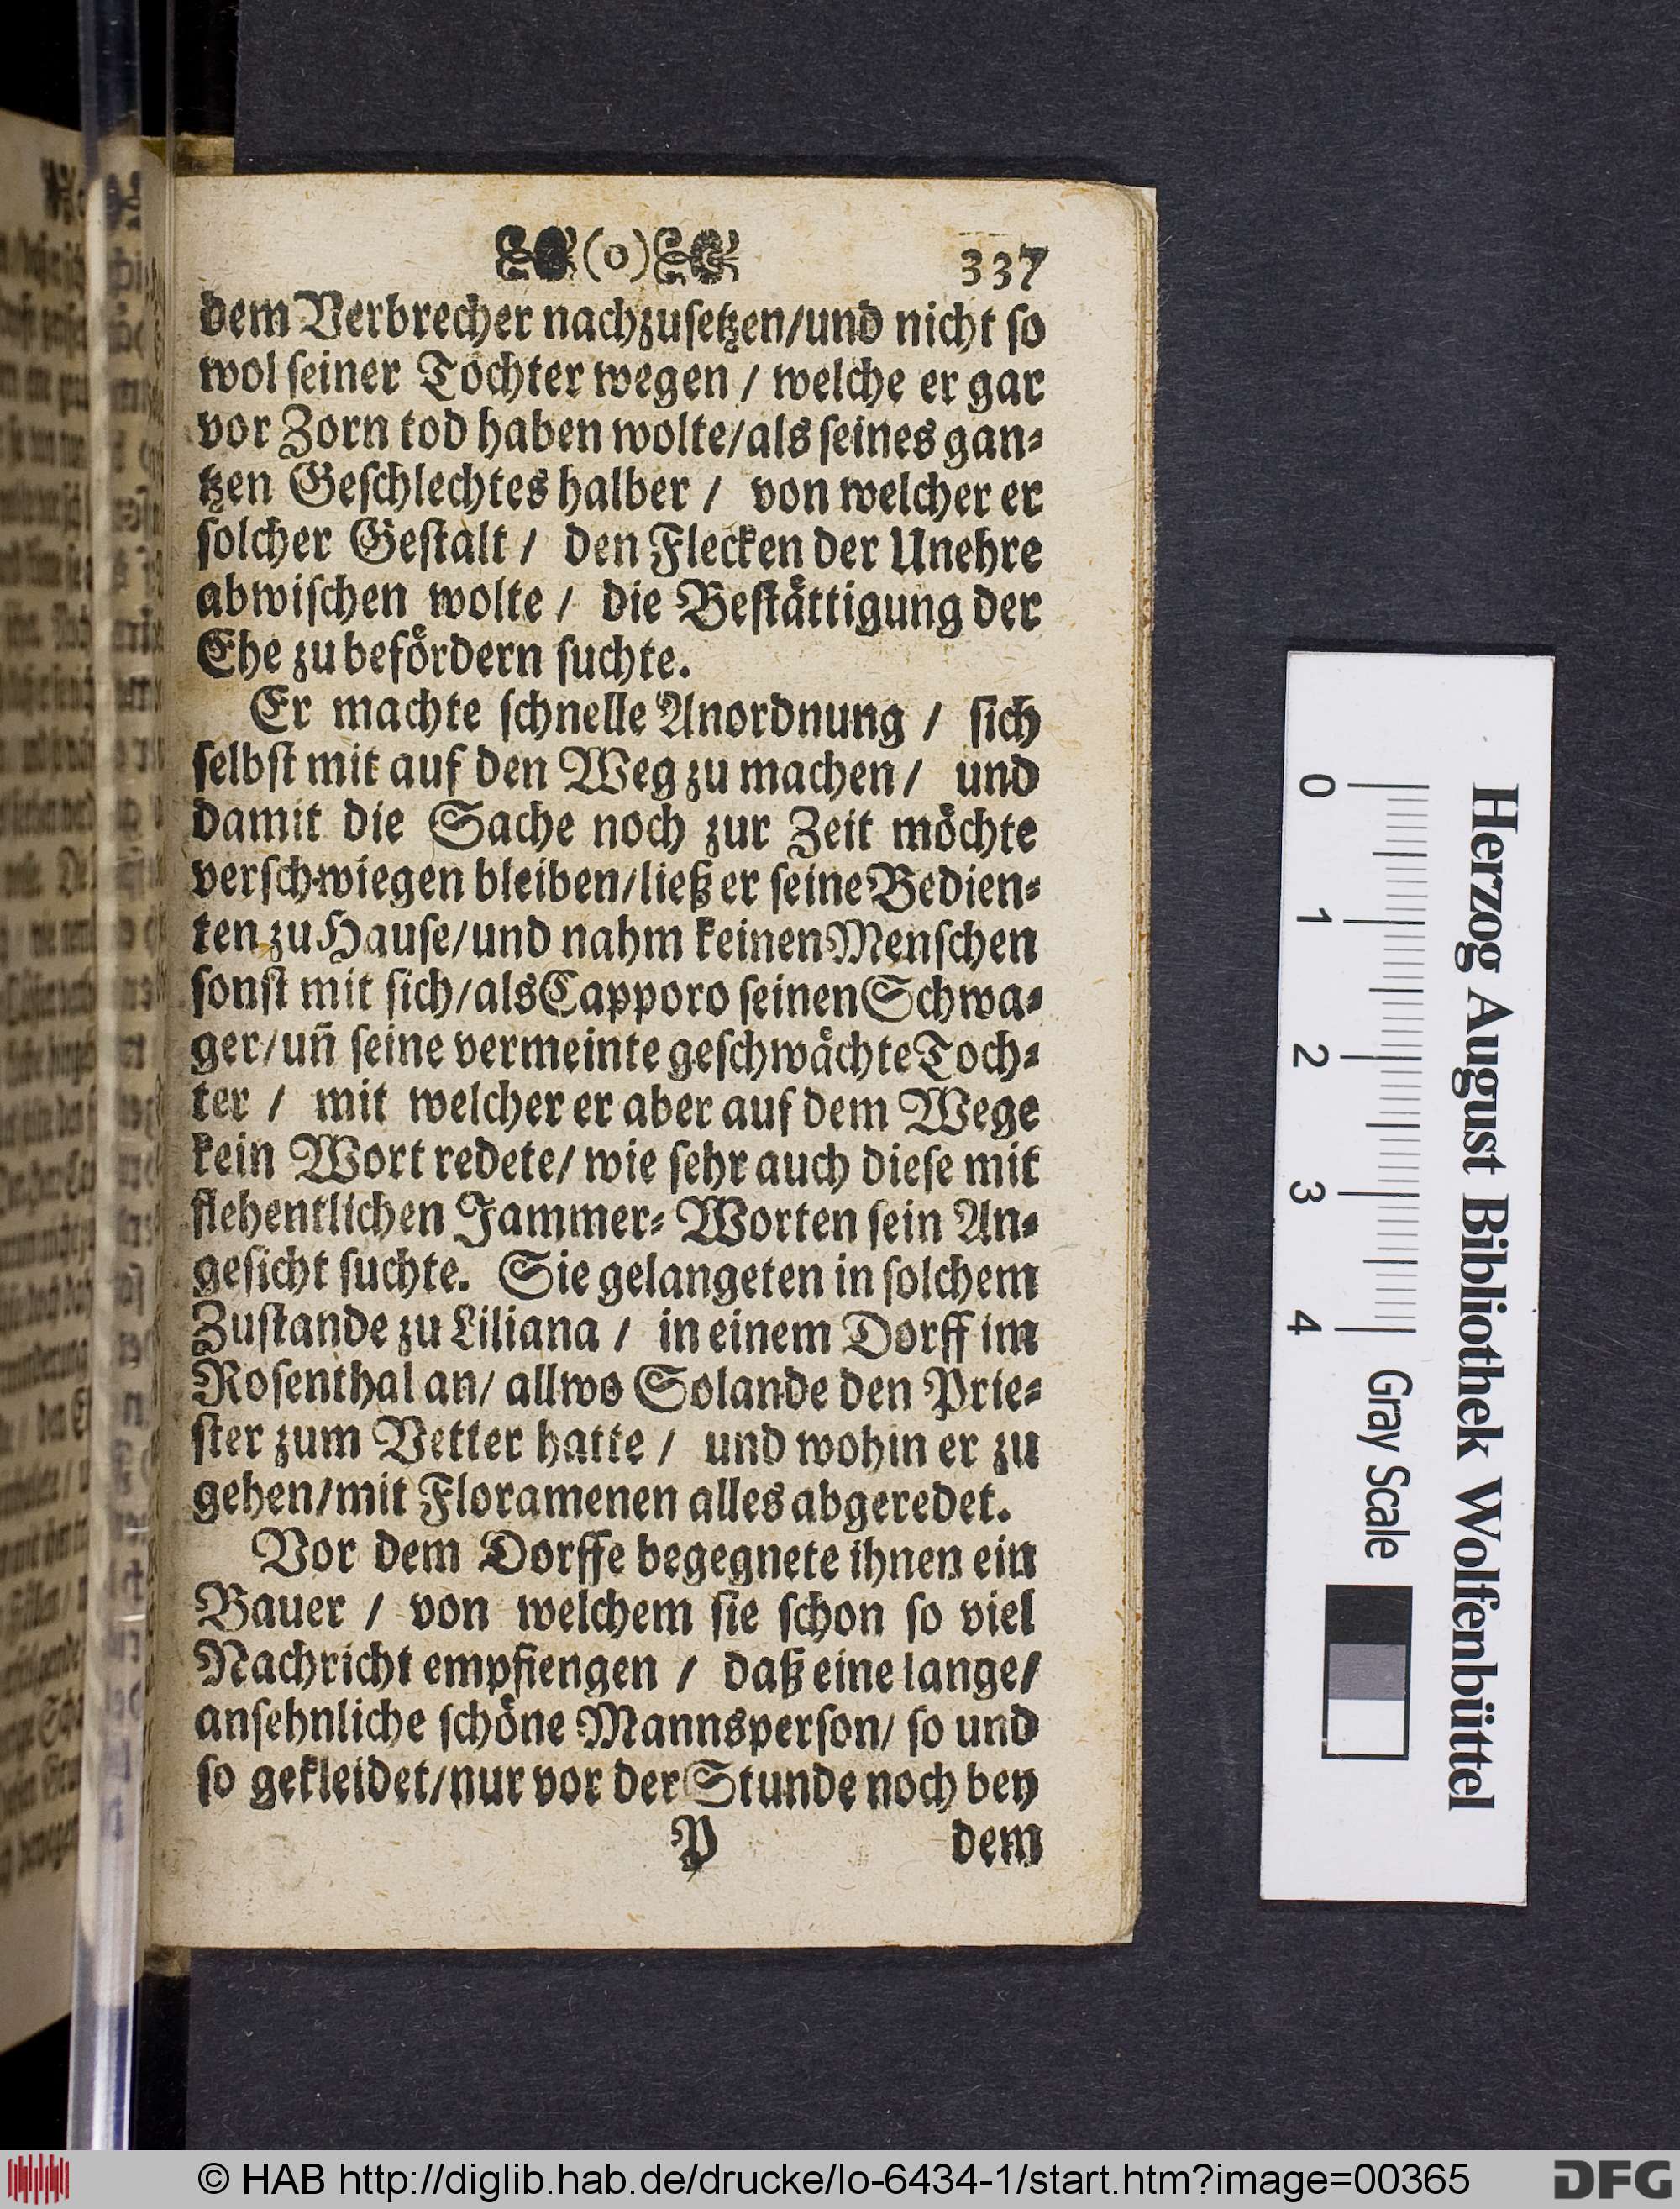 (o) 337
dem Verbrecher nachzuſetzen/und nicht ſo
wol ſeiner Tochter wegen / welche er gar
vor Zorn tod haben wolte/als ſeines gan⸗
tzen Geſchlechtes halber / von welcher er
ſolcher Geſtalt / den Flecken der Unehre
abwiſchen wolte / die Beſtåttigung der
Ehe zu befoͤrdern ſuchte.
Er machte ſchnelle Anordnung / ſich
ſelbſt mit auf den Weg zu machen / und
damit die Sache noch zur Zeit moͤchte
verſchwiegen bleiben/ließ er ſeine Bedien⸗
ten zu Hauſe/und nahm keinen Menſchen
ſonſt mit ſich/als Capporo ſeinen Schwa⸗
ger/uñ ſeine vermeinte geſchwaͤchte Toch⸗
ter / mit welcher er aber auf dem Wege
kein Wort redete/ wie ſehr auch dieſe mit
flehentlichen Jammer⸗Worten ſein An⸗
geſicht ſuchte. Sie gelangeten in ſolchem
Zuſtande zu Liliana / in einem Dorff im
Roſenthal an/ allwo Solande den Prie⸗
ſter zum Vetter hatte / und wohin er zu
gehen/mit Floramenen alles abgeredet.
Vor dem Dorffe begegnete ihnen ein
Bauer / von welchem ſie ſchon ſo viel
Nachricht empfiengen / daß eine lange/
anſehnliche ſchoͤne Mannsperſon/ ſo und
ſo gekleidet/nur vor der Stunde noch bey
P dem
Herzog August Bibliothek Wolfenbüttel
0 1 2 3 4 Gray Scale
© HAB http://diglib.hab.de/drucke/lo-6434-1/start.htm?image=00365
DFG